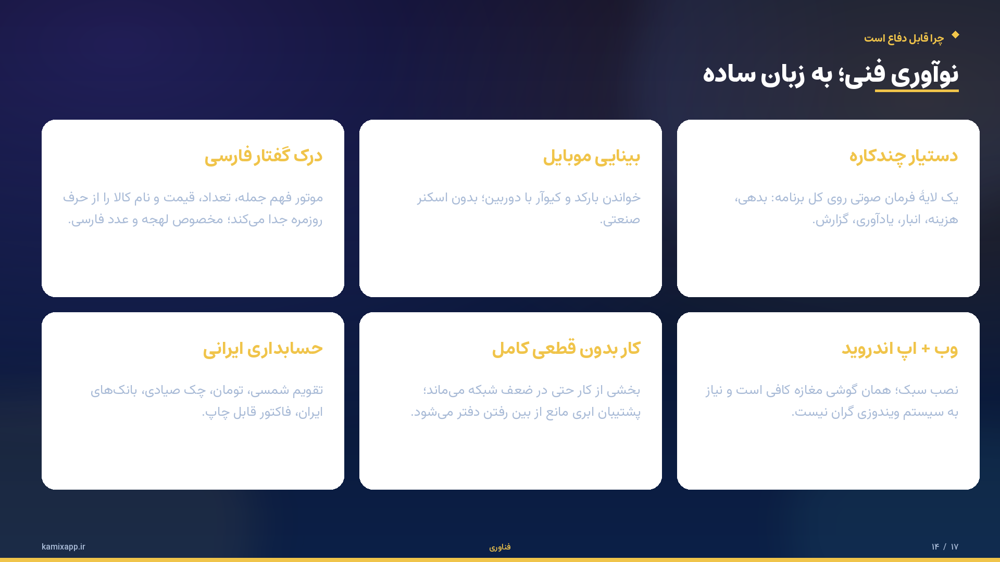 چرا قابل دفاع است
نوآوری فنی؛ به زبان ساده
دستیار چندکاره
یک لایهٔ فرمان صوتی روی کل برنامه: بدهی،
هزینه، انبار، یادآوری، گزارش.
بینایی موبایل
خواندن بارکد و کیوآر با دوربین؛ بدون اسکنر
صنعتی.
درک گفتار فارسی
موتور فهم جمله، تعداد، قیمت و نام کالا را از حرف
روزمره جدا می‌کند؛ مخصوص لهجه و عدد فارسی.
وب + اپ اندروید
نصب سبک؛ همان گوشی مغازه کافی است و نیاز
به سیستم ویندوزی گران نیست.
کار بدون قطعی کامل
بخشی از کار حتی در ضعف شبکه می‌ماند؛
پشتیبان ابری مانع از بین رفتن دفتر می‌شود.
حسابداری ایرانی
تقویم شمسی، تومان، چک صیادی، بانک‌های
ایران، فاکتور قابل چاپ.
۱۴ / ۱۷
فناوری
kamixapp.ir